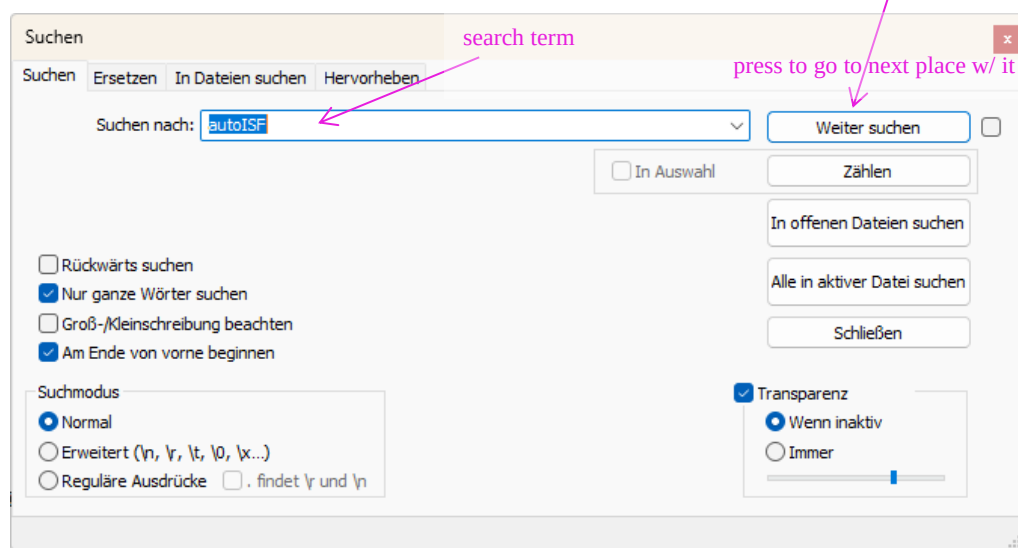 Suchen
search term
x
Suchen Ersetzen In Dateien suchen Hervorheben
press to go to next place w/ it
Suchen nach: autoISF
Weiter suchen
In Auswahl
Zählen
In offenen Dateien suchen
Rückwärts suchen
Nur ganze Wörter suchen
Alle in aktiver Datei suchen
Groß-/Kleinschreibung beachten
Schließen
Am Ende von vorne beginnen
Suchmodus
Normal
Erweitert (\n, \r, \t, \0, \x...)
Reguläre Ausdrücke . findet \r und \n
Transparenz
Wenn inaktiv
Immer